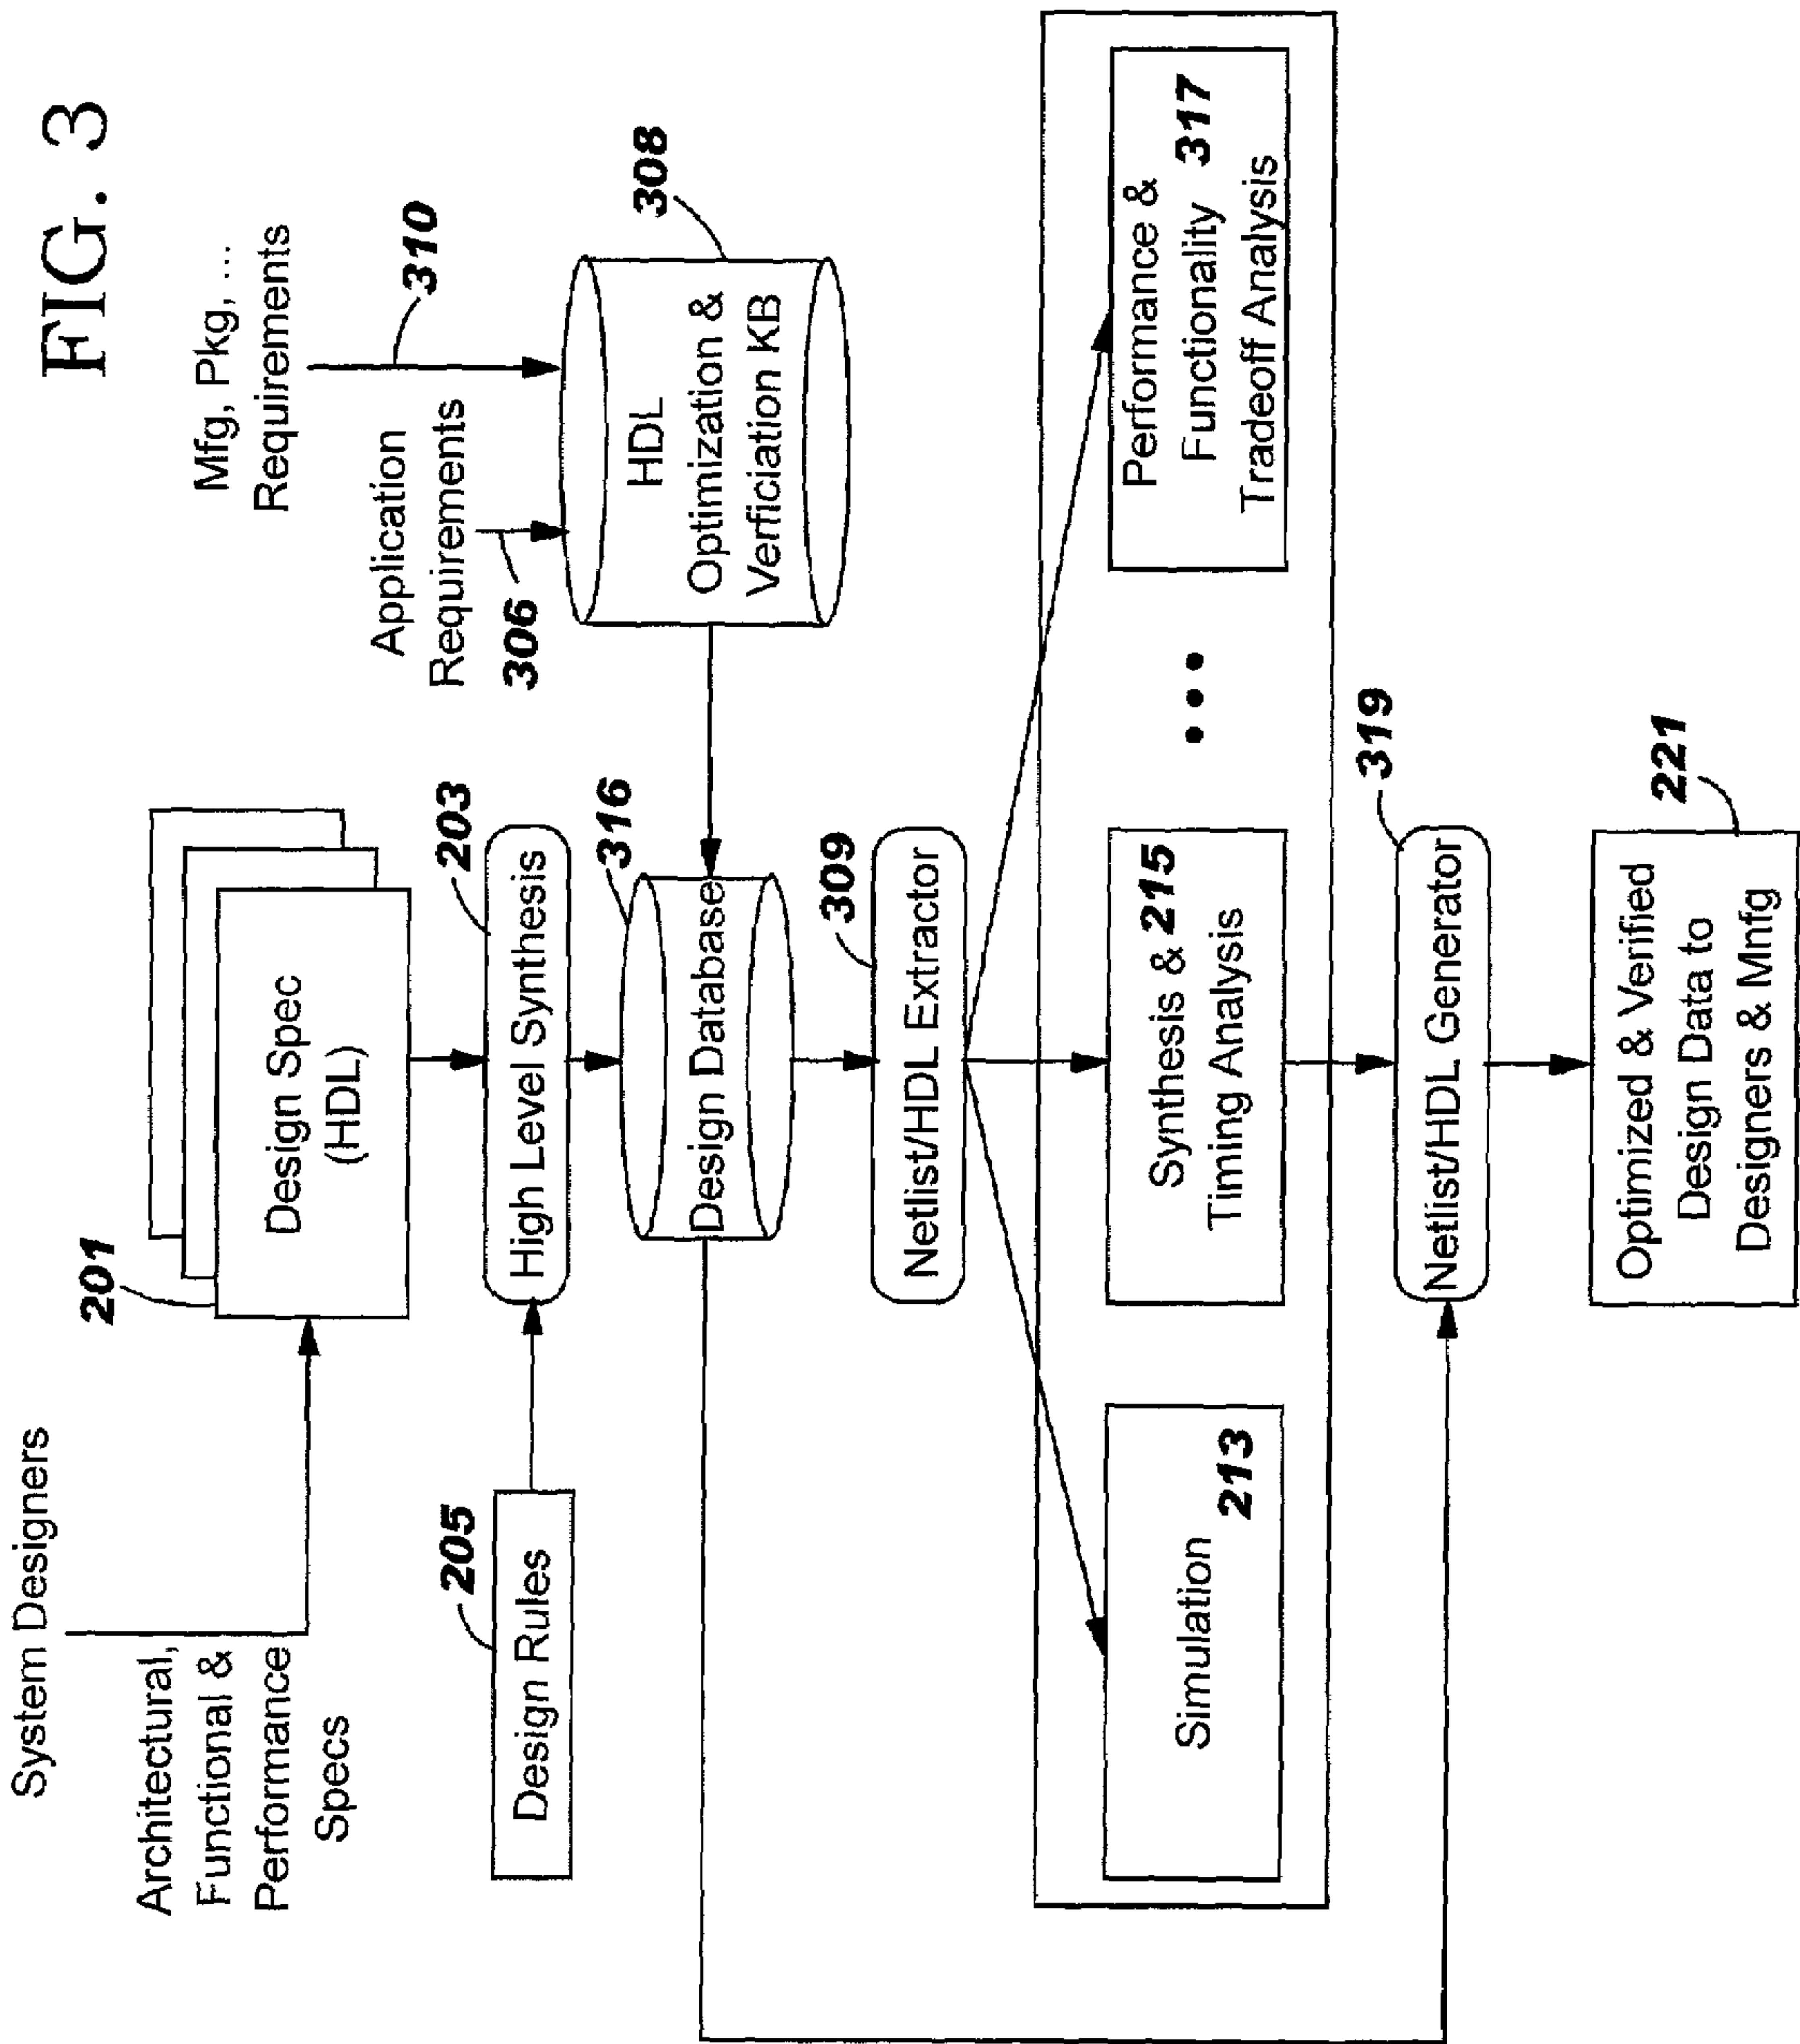 FIG. 3
System Designers
Architectural,
Functional &
Performance
Specs
201
Design Spec
(HDL)
Mfg, Pkg, ...
Requirements
310
Application
Requirements
306
205
Design Rules
High Level Synthesis
203
HDL
Optimization &
Verficiation KB
308
Design Database
316
Netlist/HDL Extractor
309
Simulation
213
Synthesis & 215
Timing Analysis
•••
Performance &
Functionality 317
Tradeoff Analysis
Netlist/HDL Generator
319
Optimized & Verified
Design Data to
Designers & Mnfg
221